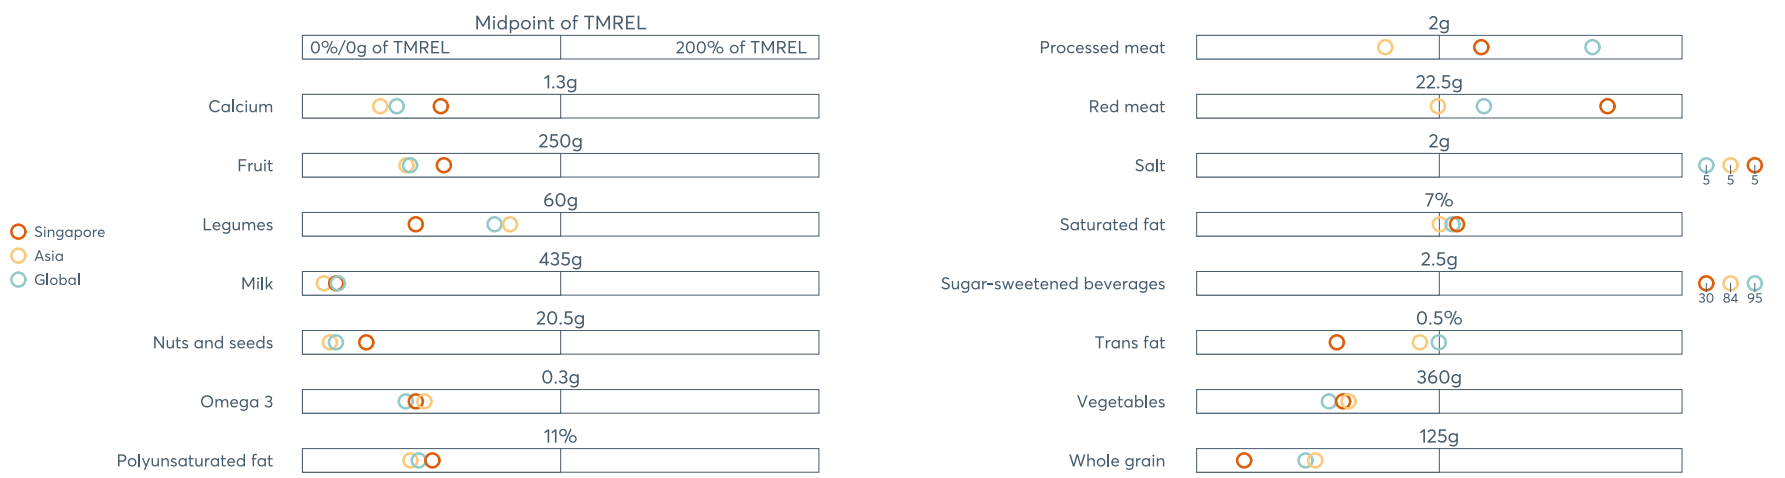 Midpoint of TMREL
0%/0g of TMREL 200% of TMREL
1.3g
Calcium
250g
Fruit
60g
Legumes
435g
Milk
20.5g
Nuts and seeds
0.3g
Omega 3
11%
Polyunsaturated fat
Singapore
Asia
Global
2g
Processed meat
22.5g
Red meat
2g
Salt
5 5 5
7%
Saturated fat
2.5g
Sugar-sweetened beverages
30 84 95
0.5%
Trans fat
360g
Vegetables
125g
Whole grain